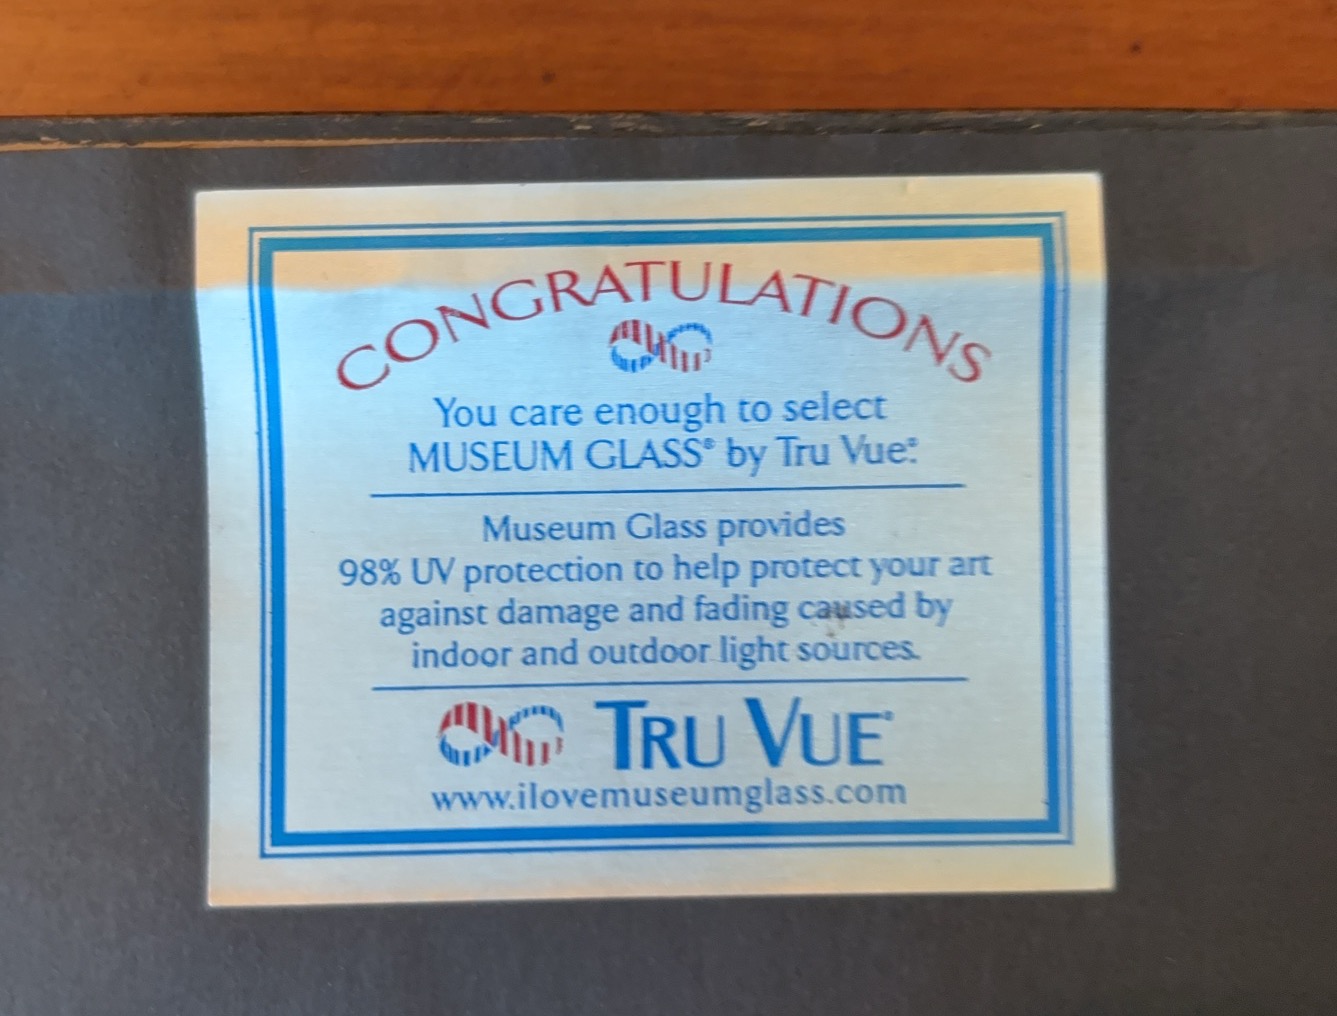 CONGRATULATIONS
You care enough to select
MUSEUM GLASS® by Tru Vue®.
Museum Glass provides
98% UV protection to help protect your art
against damage and fading caused by
indoor and outdoor light sources.
TRU VUE®
www.ilovemuseumglass.com